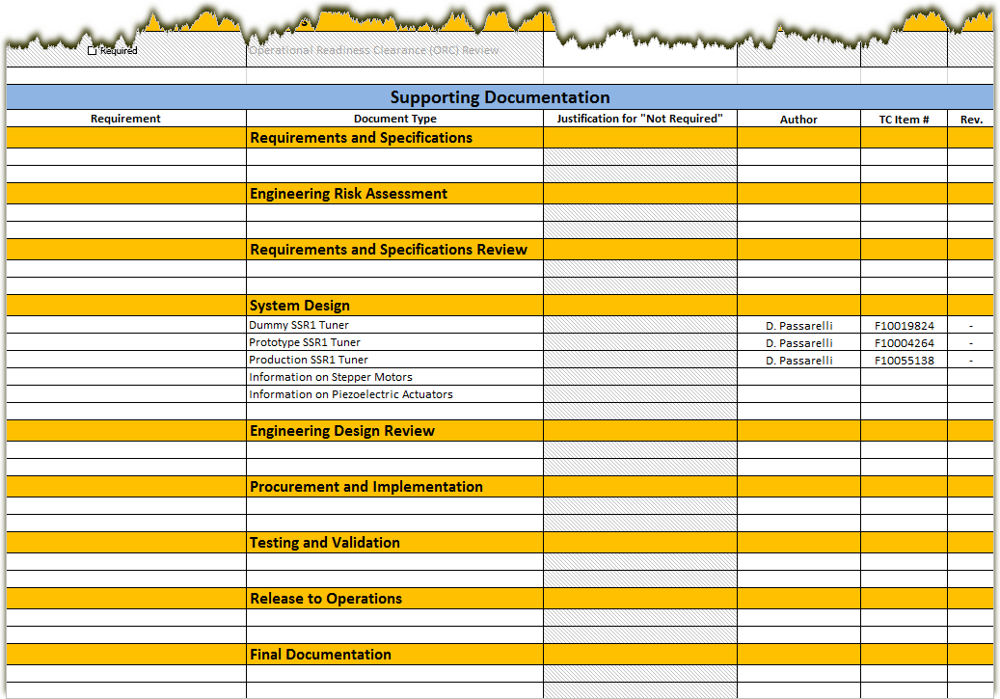 Required Operational Readiness Clearance (ORC) Review
Supporting Documentation
Requirement Document Type Justification for "Not Required" Author TC Item # Rev.
Requirements and Specifications
Engineering Risk Assessment
Requirements and Specifications Review
System Design
Dummy SSR1 Tuner D. Passarelli F10019824 -
Prototype SSR1 Tuner D. Passarelli F10004264 -
Production SSR1 Tuner D. Passarelli F10055138 -
Information on Stepper Motors
Information on Piezoelectric Actuators
Engineering Design Review
Procurement and Implementation
Testing and Validation
Release to Operations
Final Documentation